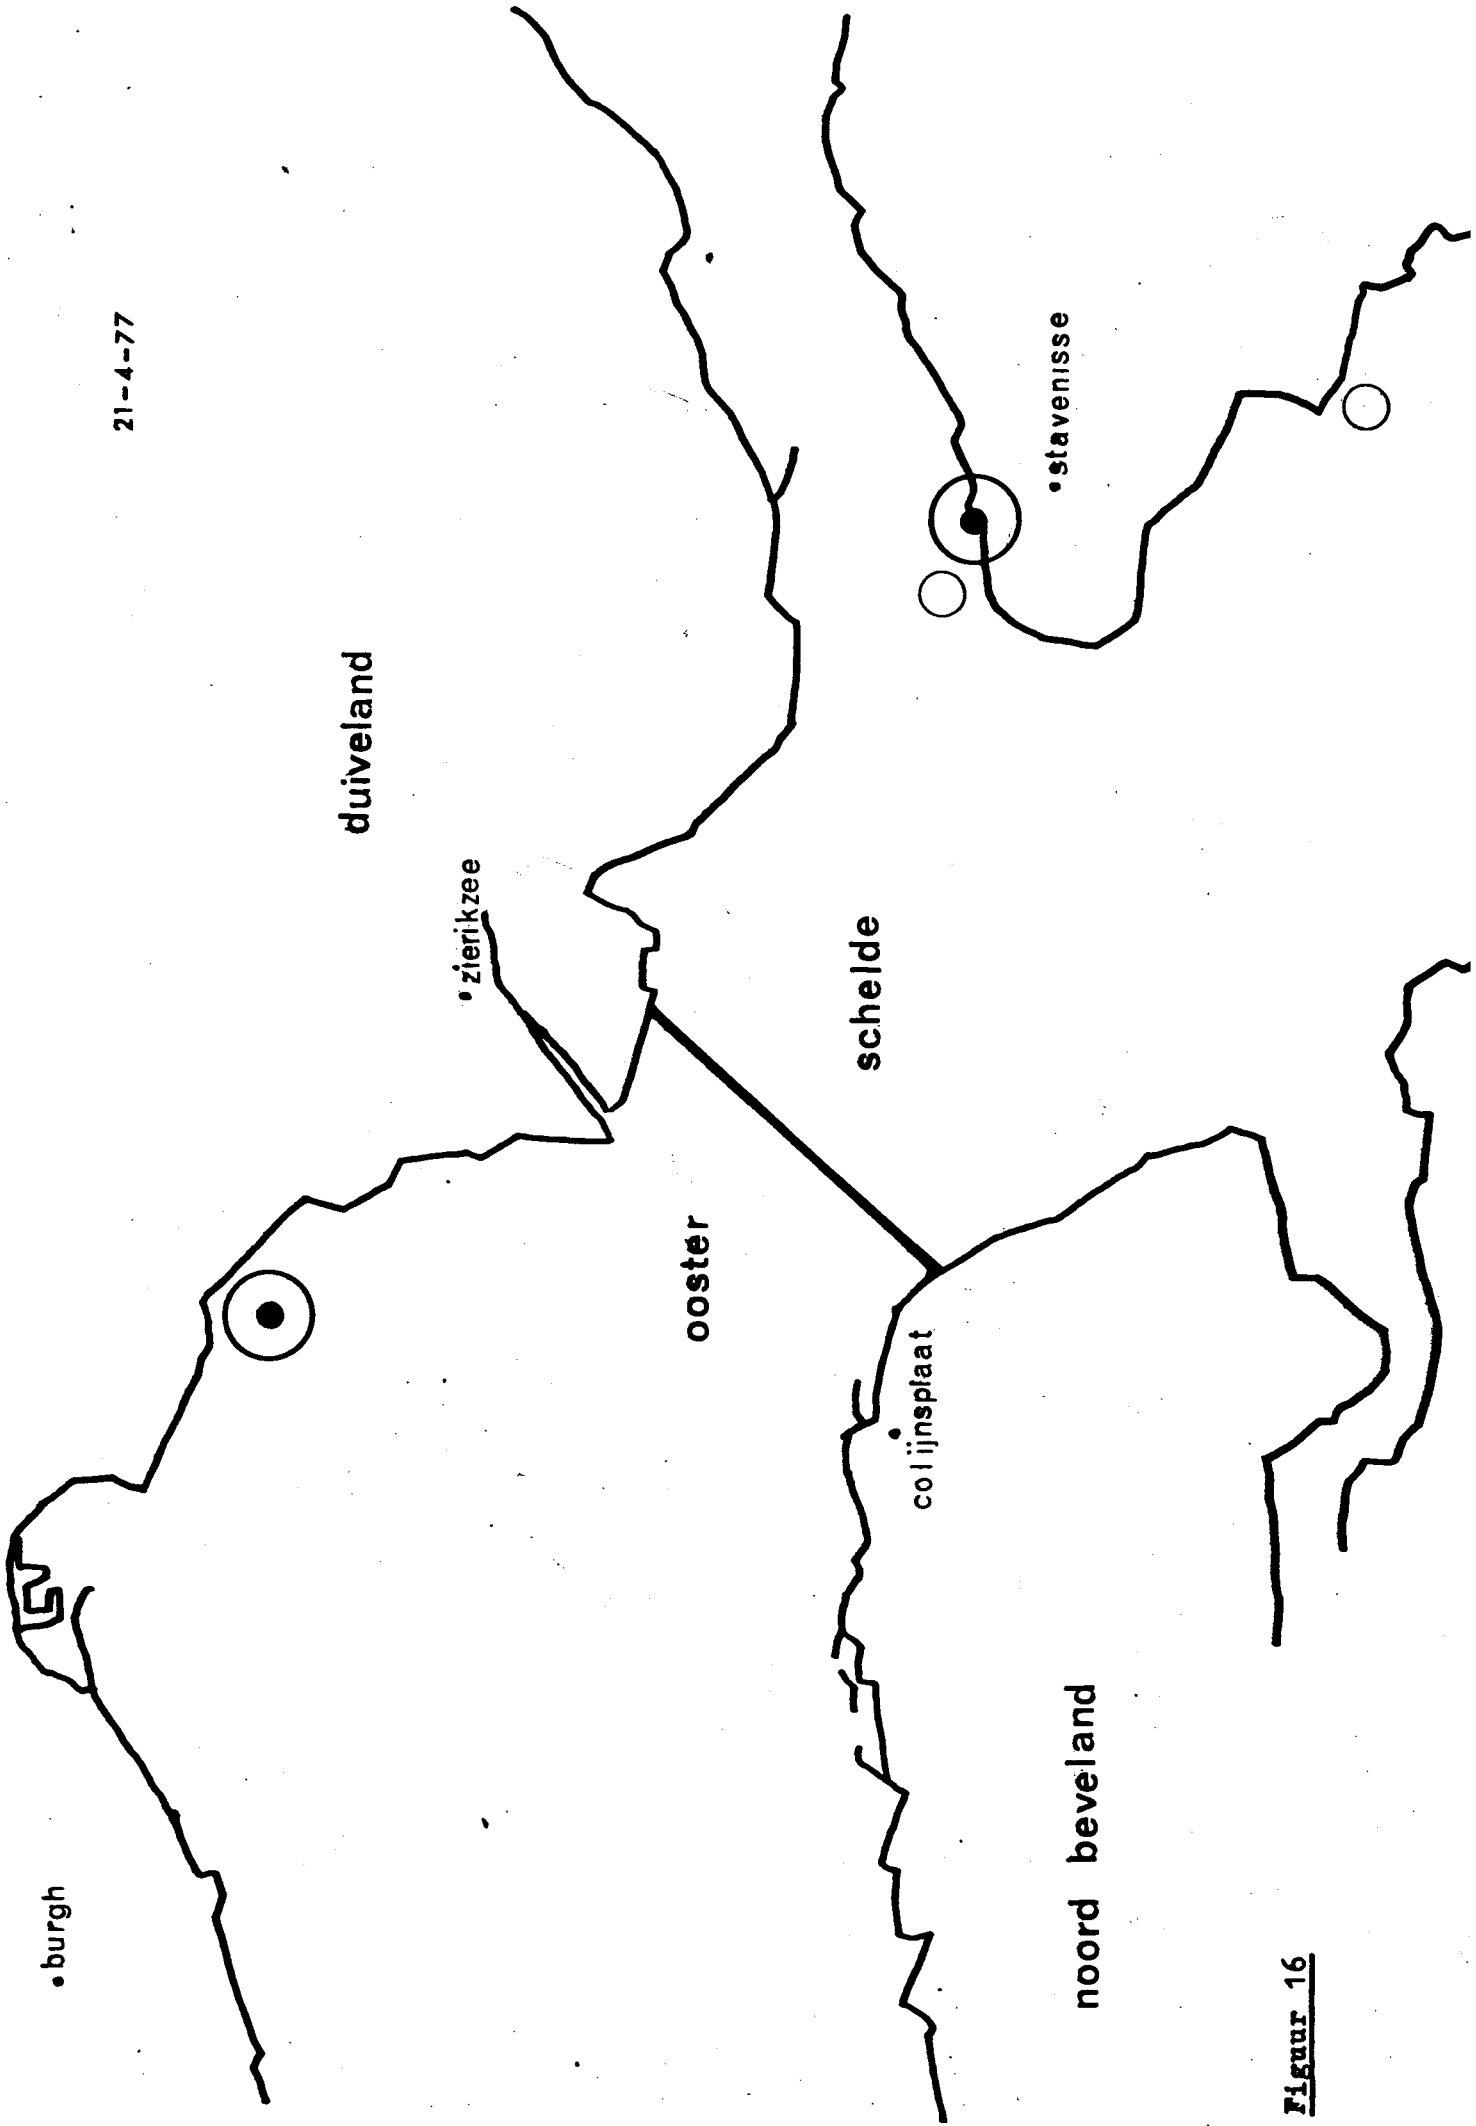 21-4-77
burgh
duiveland
zierikzee
stavenisse
schelde
ooster
colijnsplaat
noord beveland
Figuur 16